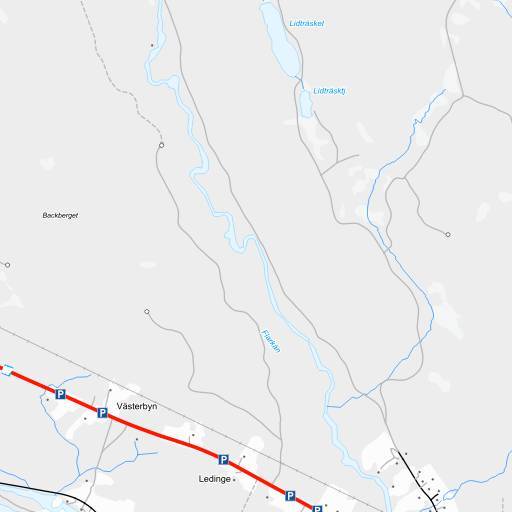 Lidträsket
Lidträsktj.
Backberget
Flarkån
P
Västerbyn
P
P
Ledinge
P
P